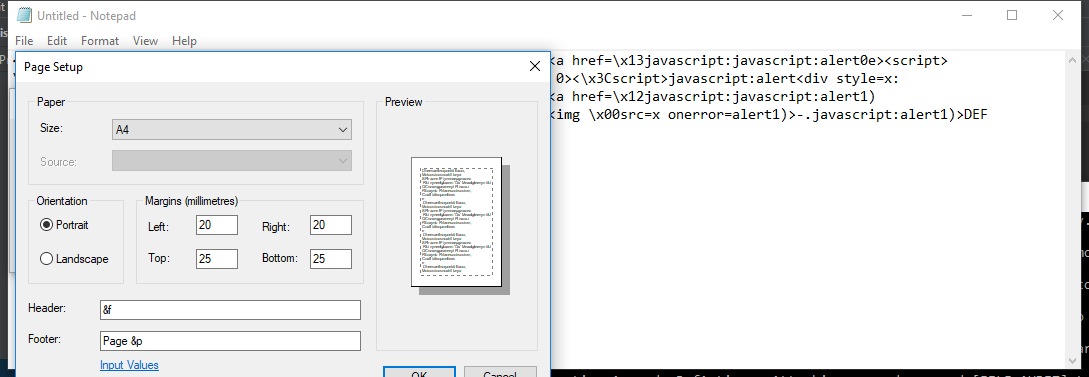 Untitled - Notepad
File Edit Format View Help
<a href=\x13javascript:javascript:alert0e><script>
0><\x3Cscript>javascript:alert<div style=x:
<a href=\x12javascript:javascript:alert1)
<img \x00src=x onerror=alert1)>-.javascript:alert1)>DEF
Page Setup
Paper
Size: A4
Source:
Orientation
Portrait
Landscape
Margins (millimetres)
Left: 20 Right: 20
Top: 25 Bottom: 25
Preview
Header: &f
Footer: Page &p
Input Values
OK Cancel